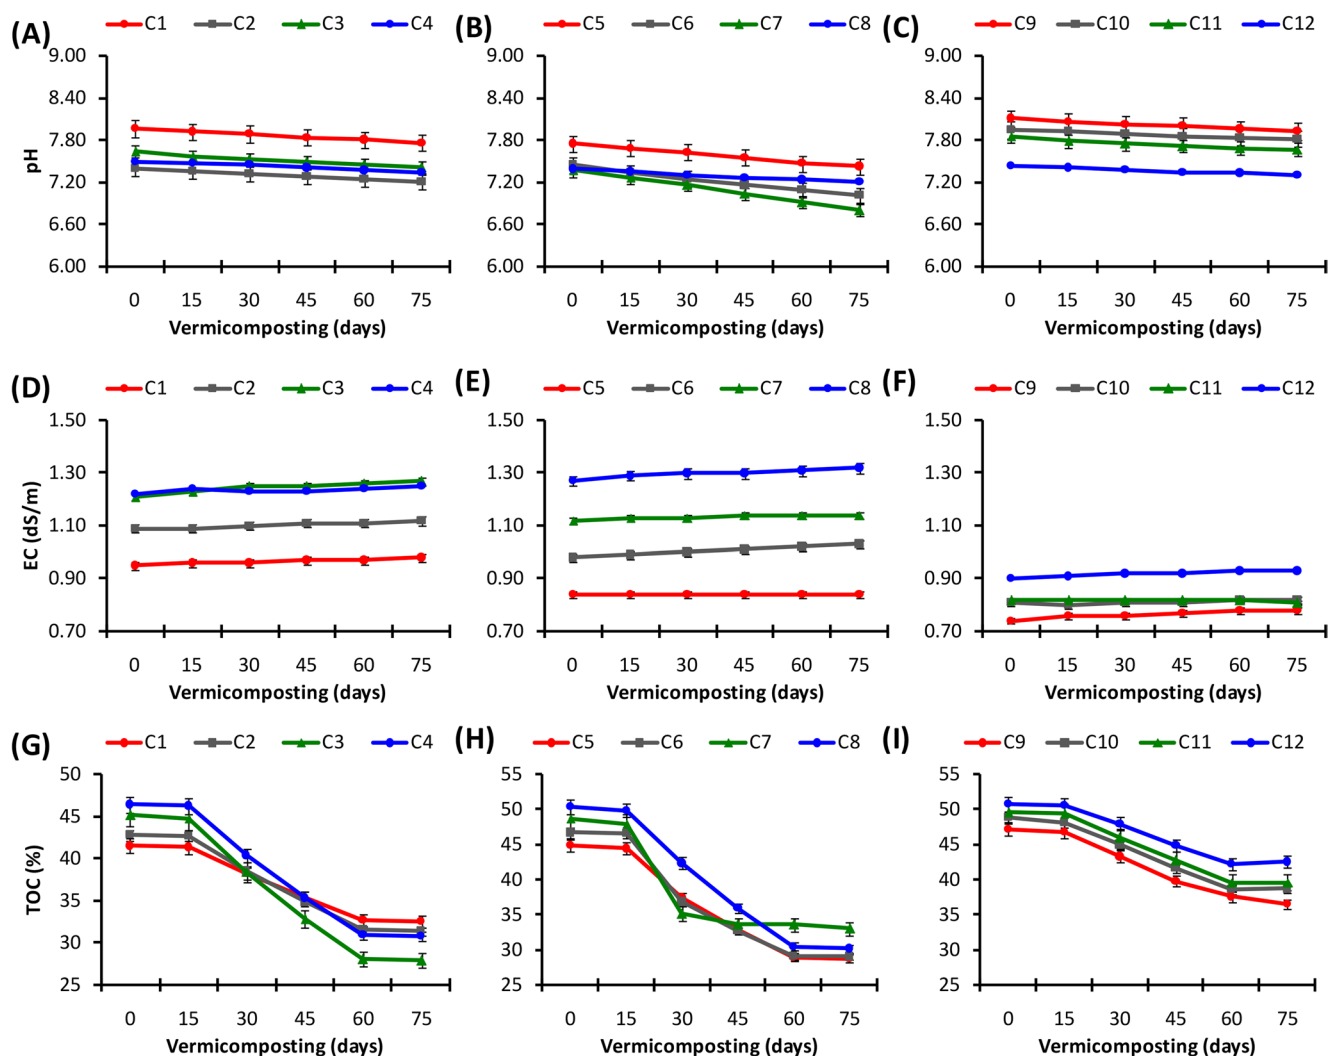 (A) C1 C2 C3 C4
9.00
8.40
7.80
7.20
6.60
6.00
pH
0 15 30 45 60 75
Vermicomposting (days)
(B) C5 C6 C7 C8
9.00
8.40
7.80
7.20
6.60
6.00
pH
0 15 30 45 60 75
Vermicomposting (days)
(C) C9 C10 C11 C12
9.00
8.40
7.80
7.20
6.60
6.00
0 15 30 45 60 75
Vermicomposting (days)
(D) C1 C2 C3 C4
1.50
1.30
1.10
0.90
0.70
EC (dS/m)
0 15 30 45 60 75
Vermicomposting (days)
(E) C5 C6 C7 C8
1.50
1.30
1.10
0.90
0.70
0 15 30 45 60 75
Vermicomposting (days)
(F) C9 C10 C11 C12
1.50
1.30
1.10
0.90
0.70
0 15 30 45 60 75
Vermicomposting (days)
(G) C1 C2 C3 C4
50
45
40
35
30
25
TOC (%)
0 15 30 45 60 75
Vermicomposting (days)
(H) C5 C6 C7 C8
55
50
45
40
35
30
25
0 15 30 45 60 75
Vermicomposting (days)
(I) C9 C10 C11 C12
55
50
45
40
35
30
25
0 15 30 45 60 75
Vermicomposting (days)